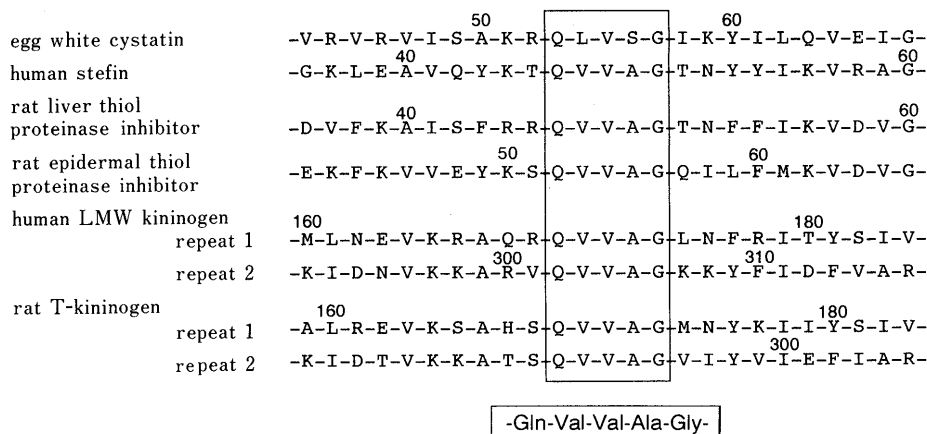 50 60
egg white cystatin -V-R-V-R-V-I-S-A-K-R-Q-L-V-S-G-I-K-Y-I-L-Q-V-E-I-G-
40 60
human stefin -G-K-L-E-A-V-Q-Y-K-T-Q-V-V-A-G-T-N-Y-Y-I-K-V-R-A-G-
rat liver thiol
40 60
proteinase inhibitor -D-V-F-K-A-I-S-F-R-R-Q-V-V-A-G-T-N-F-F-I-K-V-D-V-G-
rat epidermal thiol
50 60
proteinase inhibitor -E-K-F-K-V-V-E-Y-K-S-Q-V-V-A-G-Q-I-L-F-M-K-V-D-V-G-
human LMW kininogen
160 180
repeat 1 -M-L-N-E-V-K-R-A-Q-R-Q-V-V-A-G-L-N-F-R-I-T-Y-S-I-V-
300 310
repeat 2 -K-I-D-N-V-K-K-A-R-V-Q-V-V-A-G-K-K-Y-F-I-D-F-V-A-R-
rat T-kininogen
160 180
repeat 1 -A-L-R-E-V-K-S-A-H-S-Q-V-V-A-G-M-N-Y-K-I-I-Y-S-I-V-
300
repeat 2 -K-I-D-T-V-K-K-A-T-S-Q-V-V-A-G-V-I-Y-V-I-E-F-I-A-R-
-Gln-Val-Val-Ala-Gly-